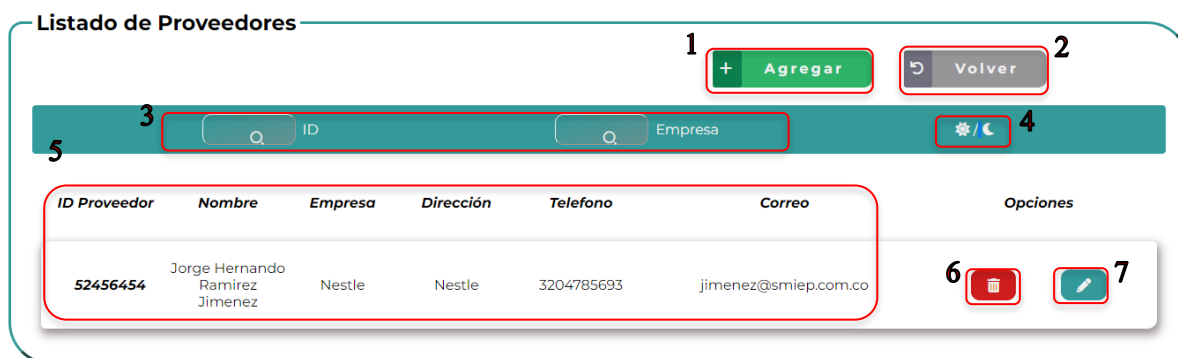 Listado de Proveedores
1 + Agregar
2 Volver
3 ID Empresa 4
5
ID Proveedor Nombre Empresa Dirección Telefono Correo Opciones
52456454 Jorge Hernando Ramirez Jimenez Nestle Nestle 3204785693 jimenez@smiep.com.co 6 7